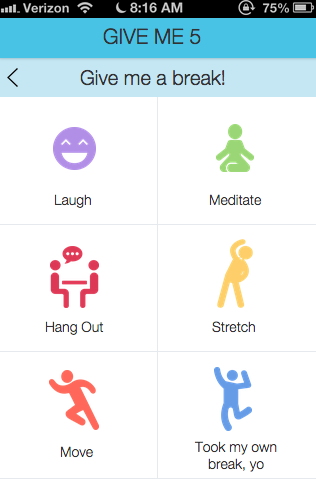 Verizon 8:16 AM 75%
GIVE ME 5
Give me a break!
Laugh Meditate
Hang Out Stretch
Move Took my own
break, yo